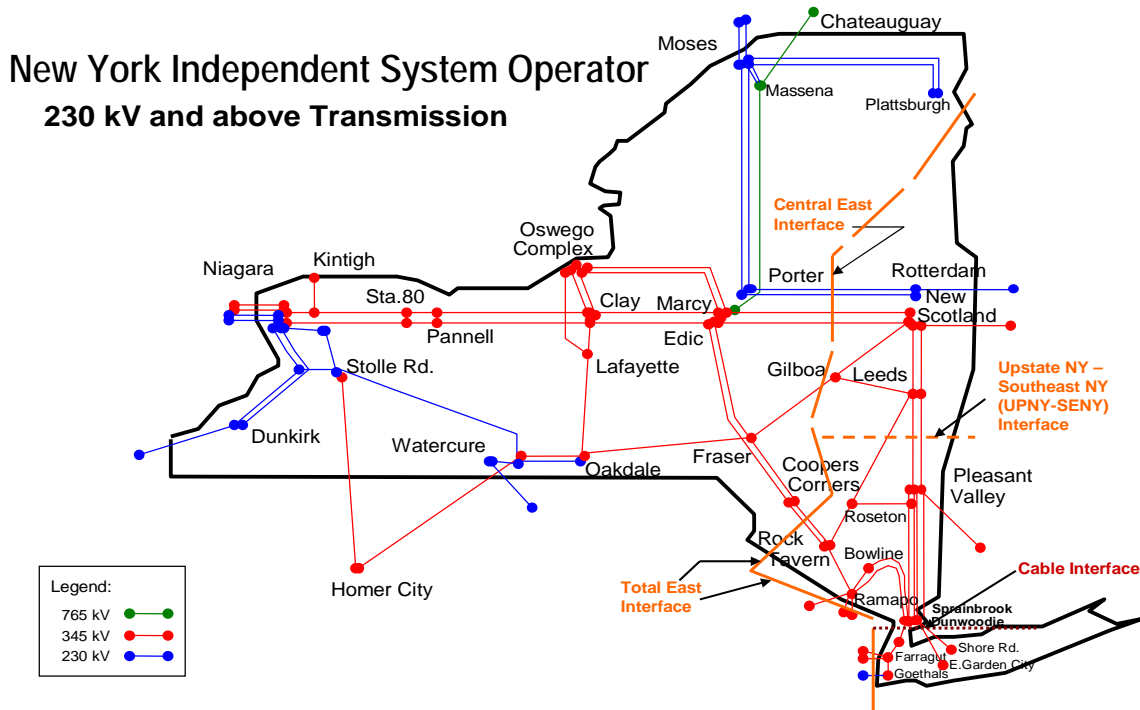 Chateauguay
Moses
New York Independent System Operator
230 kV and above Transmission
Massena
Plattsburgh
Central East
Interface
Oswego
Complex
Kintigh
Niagara
Porter
Rotterdam
Sta.80
Clay
Marcy
New
Scotland
Pannell
Edic
Lafayette
Stolle Rd.
Gilboa
Leeds
Upstate NY –
Southeast NY
(UPNY-SENY)
Interface
Dunkirk
Watercure
Oakdale
Fraser
Coopers
Corners
Pleasant
Valley
Roseton
Rock
Tavern
Bowline
Homer City
Total East
Interface
Cable Interface
Ramapo
Sprainbrook
Dunwoodie
Shore Rd.
Farragut
E.Garden City
Goethals
Legend:
765 kV
345 kV
230 kV